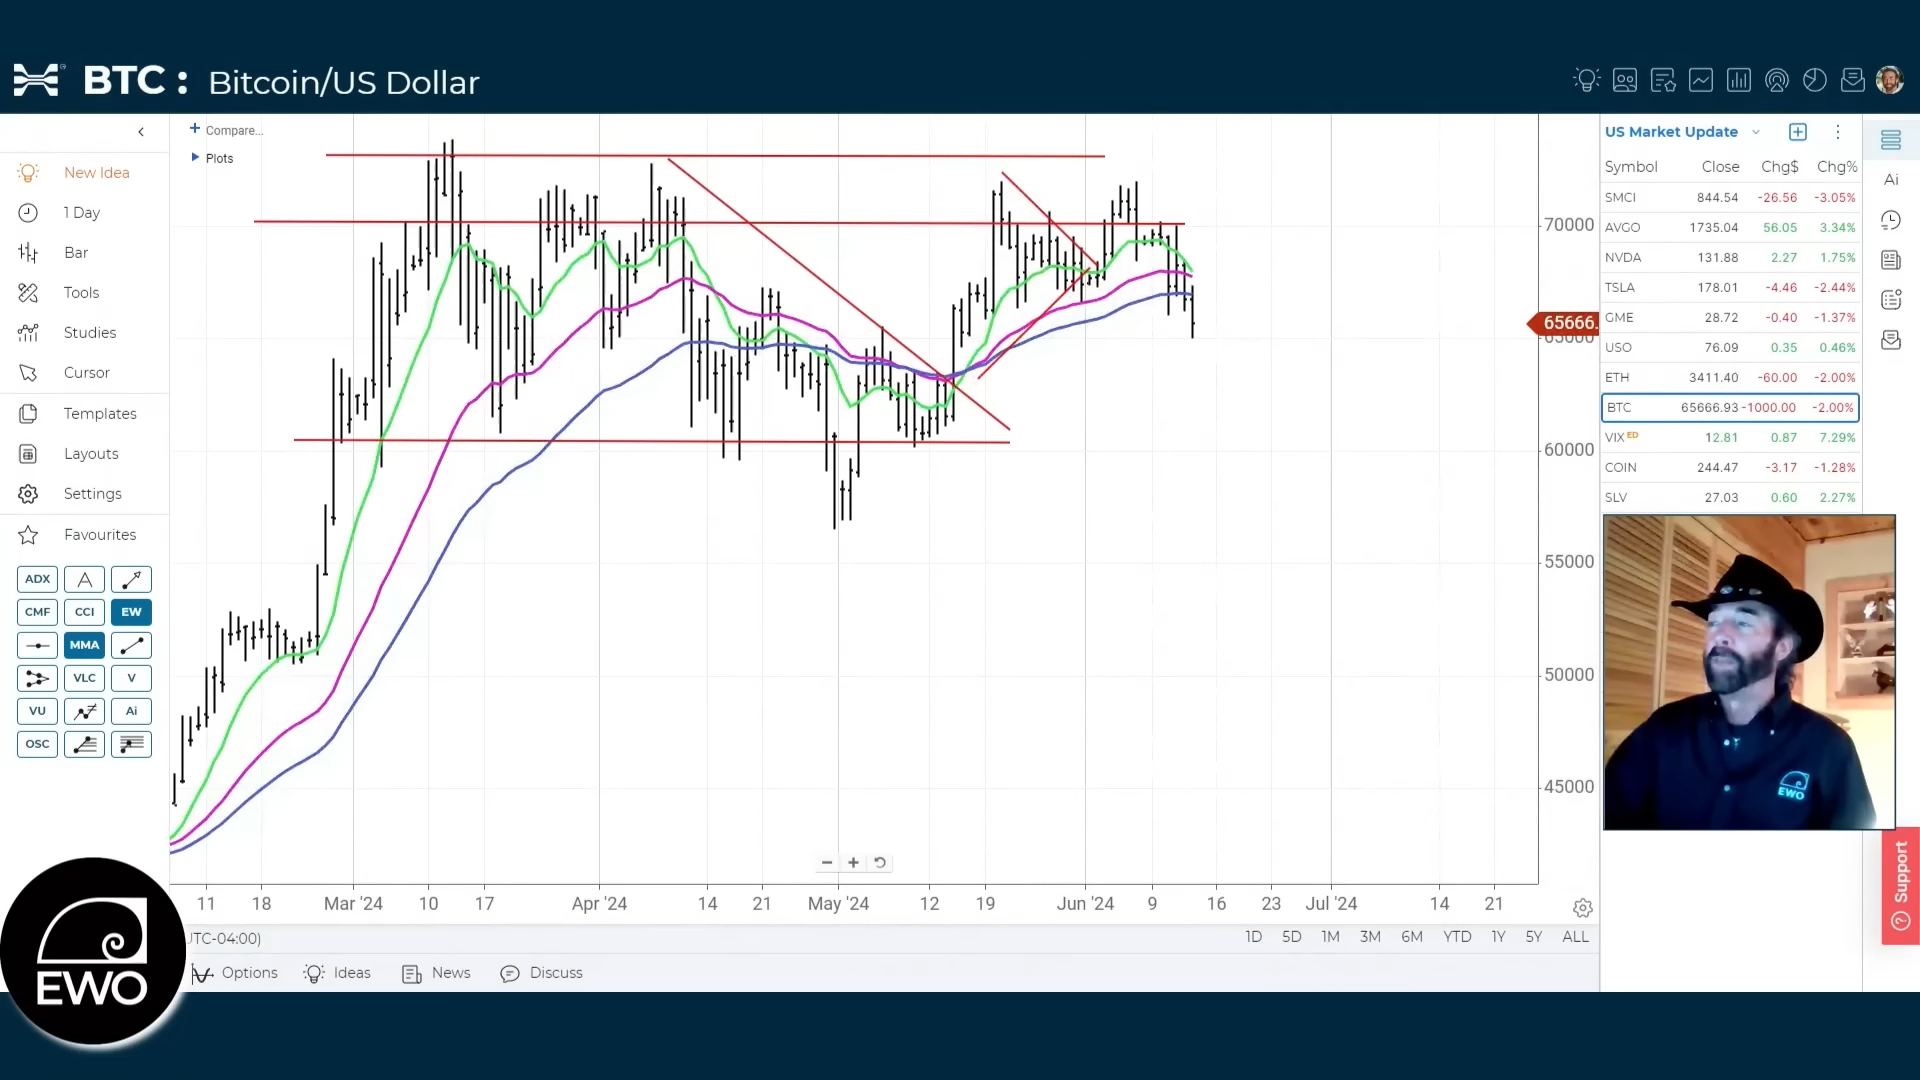 BTC : Bitcoin/US Dollar
Compare...
Plots
New Idea
1 Day
Bar
Tools
Studies
Cursor
Templates
Layouts
Settings
Favourites
ADX
CMF CCI EW
MMA
VLC V
VU Ai
OSC
70000
65666.
65000
60000
55000
50000
45000
11 18 Mar '24 10 17 Apr '24 14 21 May '24 12 19 Jun '24 9 16 23 Jul '24 14 21
UTC-04:00)
1D 5D 1M 3M 6M YTD 1Y 5Y ALL
Options Ideas News Discuss
EWO
US Market Update
Symbol Close Chg$ Chg%
SMCI 844.54 -26.56 -3.05%
AVGO 1735.04 56.05 3.34%
NVDA 131.88 2.27 1.75%
TSLA 178.01 -4.46 -2.44%
GME 28.72 -0.40 -1.37%
USO 76.09 0.35 0.46%
ETH 3411.40 -60.00 -2.00%
BTC 65666.93 -1000.00 -2.00%
VIX ED 12.81 0.87 7.29%
COIN 244.47 -3.17 -1.28%
SLV 27.03 0.60 2.27%
Ai
EWO
Support